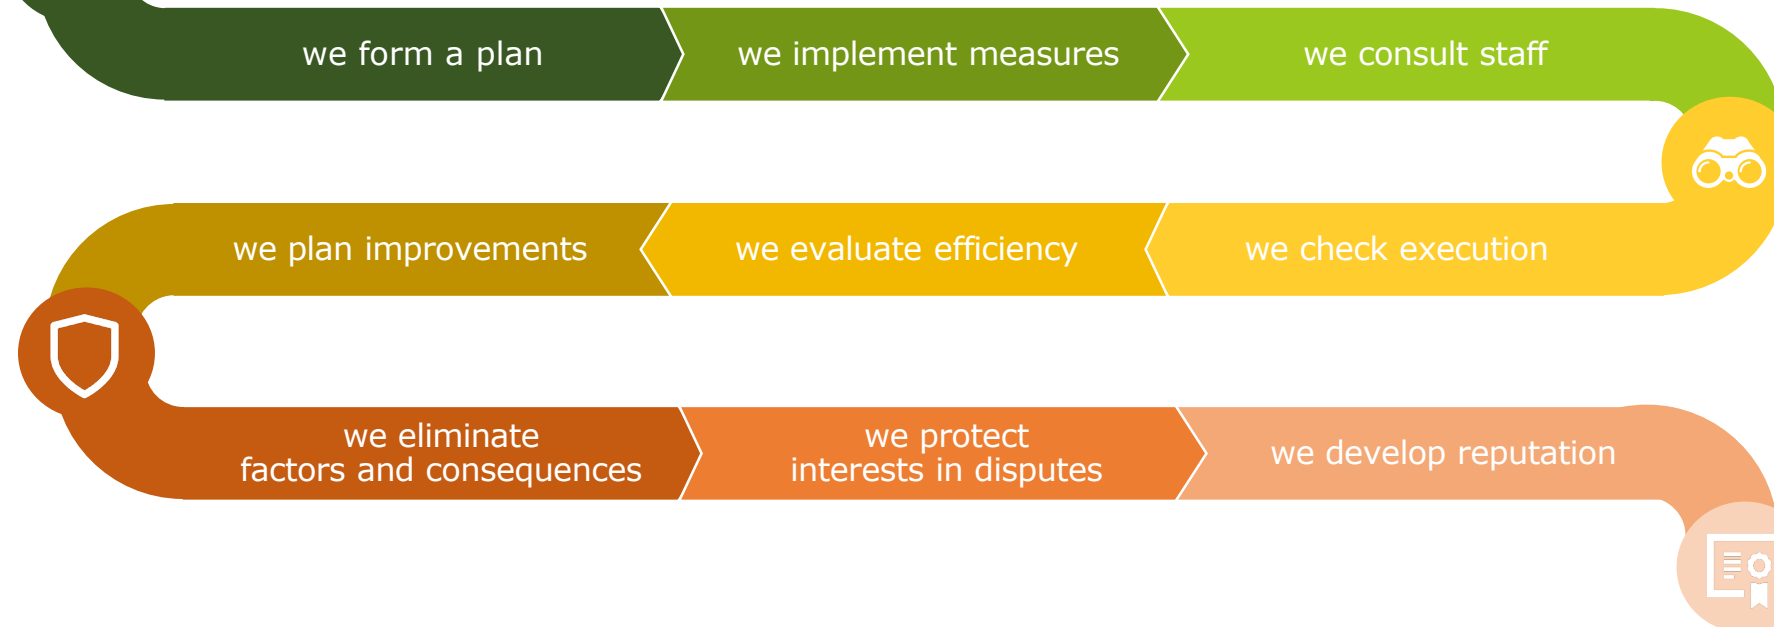 we form a plan
we implement measures
we consult staff
we check execution
we evaluate efficiency
we plan improvements
we eliminate
factors and consequences
we protect
interests in disputes
we develop reputation